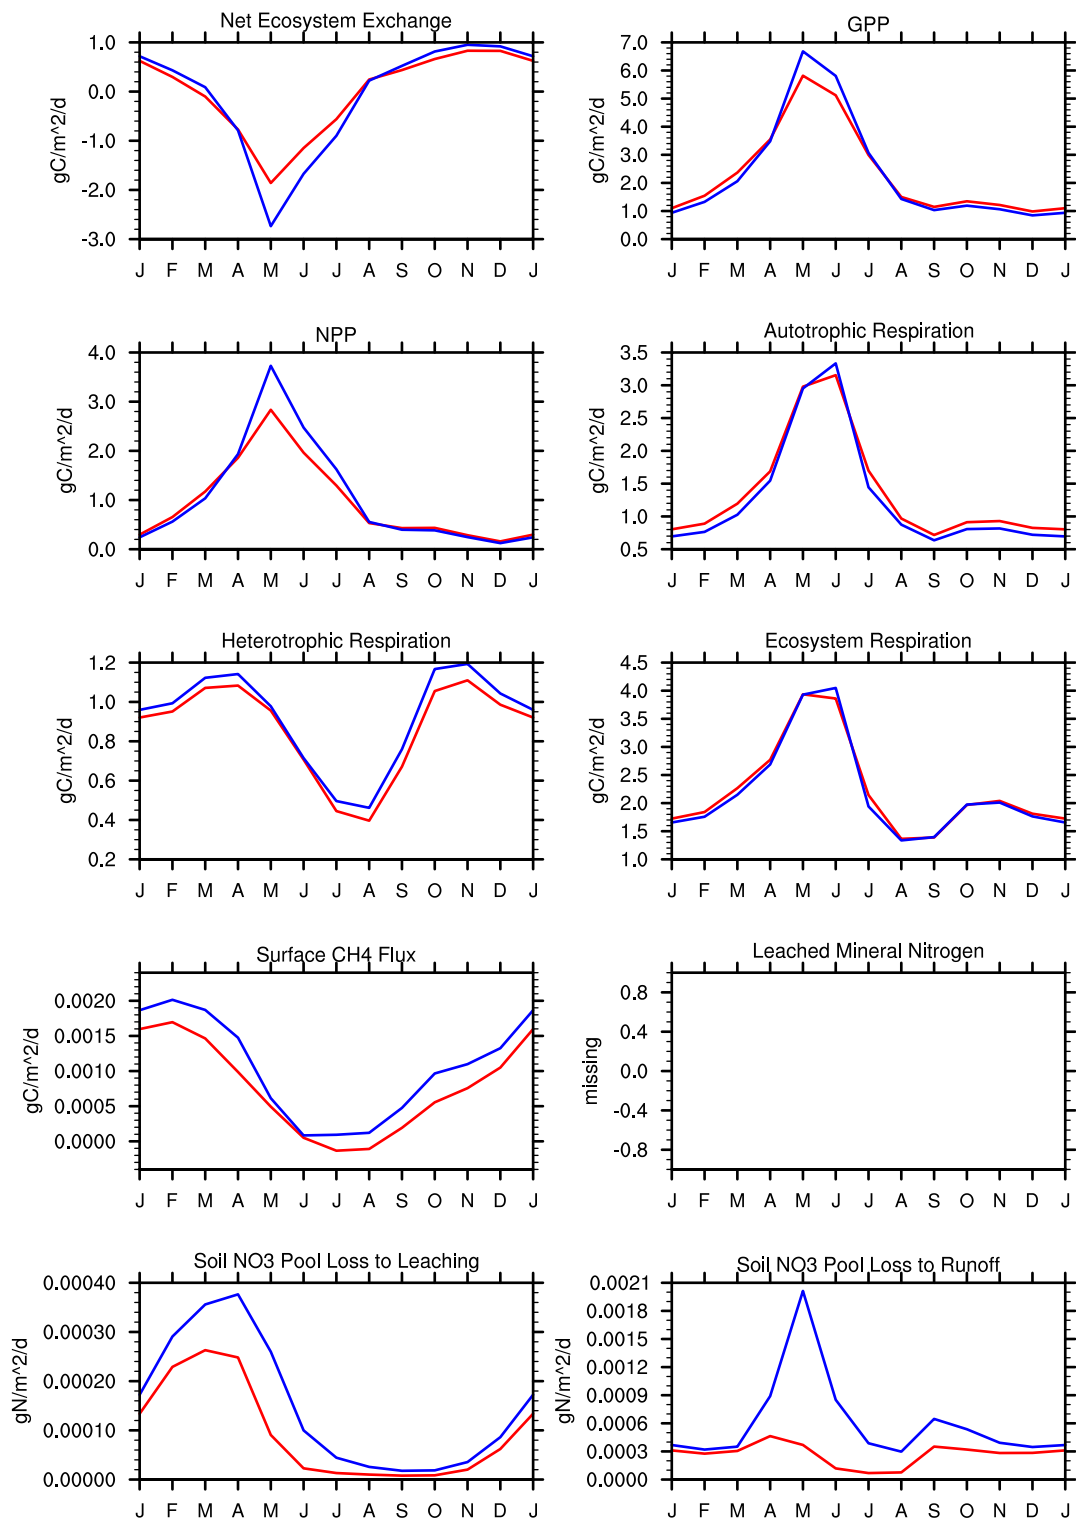 Net Ecosystem Exchange
gC/m^2/d
1.0
0.0
-1.0
-2.0
-3.0
J F M A M J J A S O N D J
GPP
gC/m^2/d
7.0
6.0
5.0
4.0
3.0
2.0
1.0
0.0
J F M A M J J A S O N D J
NPP
gC/m^2/d
4.0
3.0
2.0
1.0
0.0
J F M A M J J A S O N D J
Autotrophic Respiration
gC/m^2/d
3.5
3.0
2.5
2.0
1.5
1.0
0.5
J F M A M J J A S O N D J
Heterotrophic Respiration
gC/m^2/d
1.2
1.0
0.8
0.6
0.4
0.2
J F M A M J J A S O N D J
Ecosystem Respiration
gC/m^2/d
4.5
4.0
3.5
3.0
2.5
2.0
1.5
1.0
J F M A M J J A S O N D J
Surface CH4 Flux
gC/m^2/d
0.0020
0.0015
0.0010
0.0005
0.0000
J F M A M J J A S O N D J
Leached Mineral Nitrogen
missing
0.8
0.4
0.0
-0.4
-0.8
J F M A M J J A S O N D J
Soil NO3 Pool Loss to Leaching
gN/m^2/d
0.00040
0.00030
0.00020
0.00010
0.00000
J F M A M J J A S O N D J
Soil NO3 Pool Loss to Runoff
gN/m^2/d
0.0021
0.0018
0.0015
0.0012
0.0009
0.0006
0.0003
0.0000
J F M A M J J A S O N D J